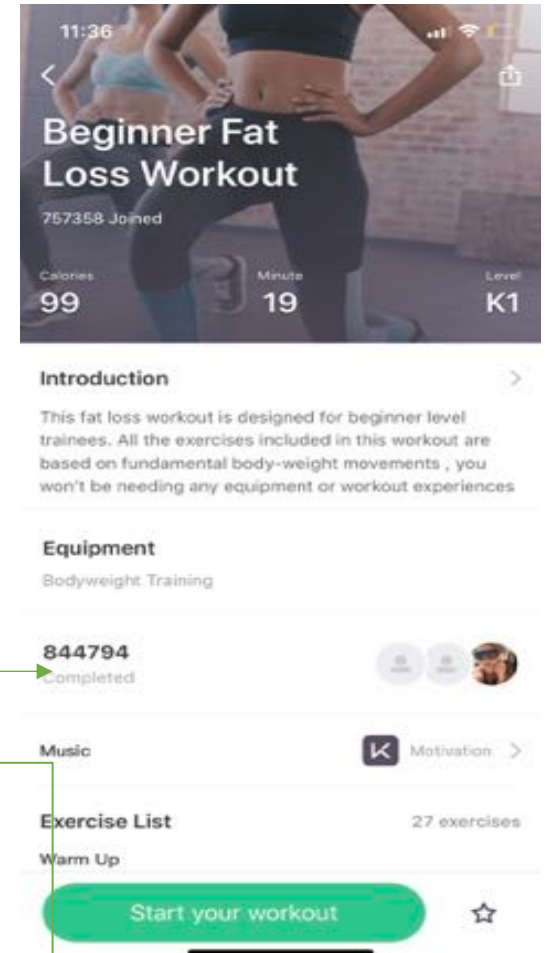 11:36
Beginner Fat
Loss Workout
757358 Joined
Calories Minute Level
99 19 K1
Introduction
This fat loss workout is designed for beginner level
trainees. All the exercises included in this workout are
based on fundamental body-weight movements , you
won't be needing any equipment or workout experiences
Equipment
Bodyweight Training
844794
Completed
Music Motivation
Exercise List 27 exercises
Warm Up
Start your workout